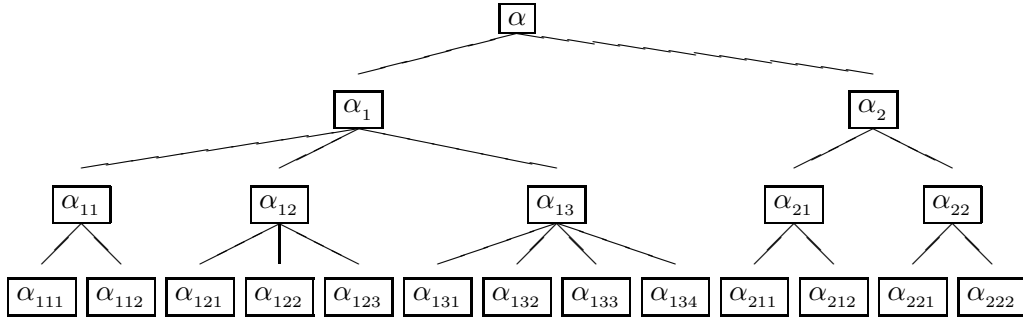 α
α₁ α₂
α₁₁ α₁₂ α₁₃ α₂₁ α₂₂
α₁₁₁ α₁₁₂ α₁₂₁ α₁₂₂ α₁₂₃ α₁₃₁ α₁₃₂ α₁₃₃ α₁₃₄ α₂₁₁ α₂₁₂ α₂₂₁ α₂₂₂